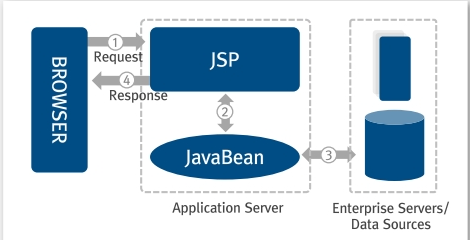 BROWSER
1
Request
4
Response
JSP
2
JavaBean
3
Application Server
Enterprise Servers/
Data Sources